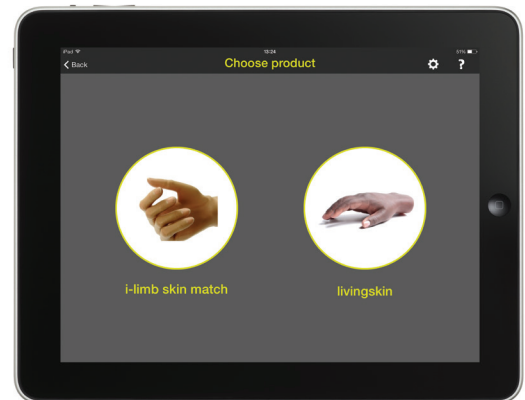 iPad 13:24 37%
Back Choose product ?
i-limb skin match livingskin